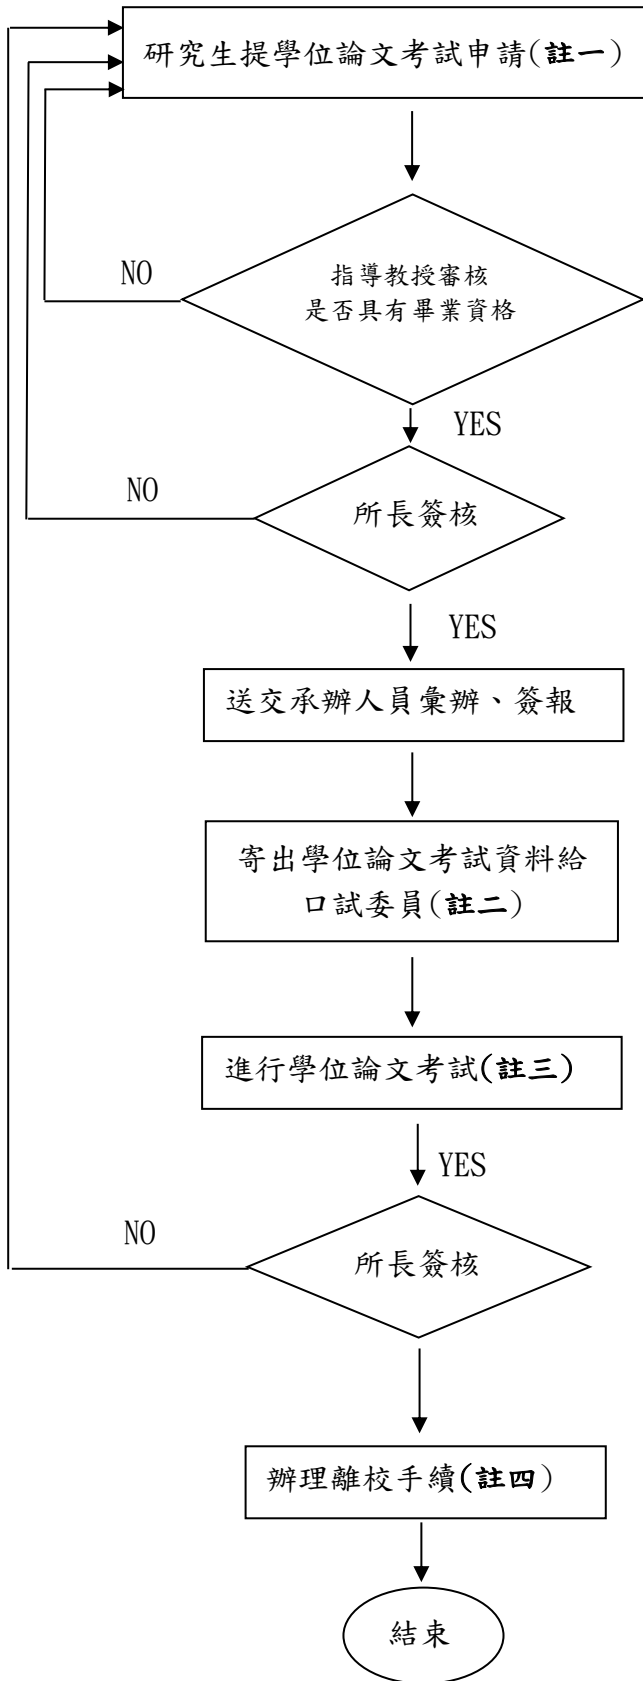 研究生提學位論文考試申請(註一)
指導教授審核
是否具有畢業資格
NO
YES
所長簽核
NO
YES
送交承辦人員彙辦、簽報
寄出學位論文考試資料給
口試委員(註二)
進行學位論文考試(註三)
YES
所長簽核
NO
辦理離校手續(註四)
結束